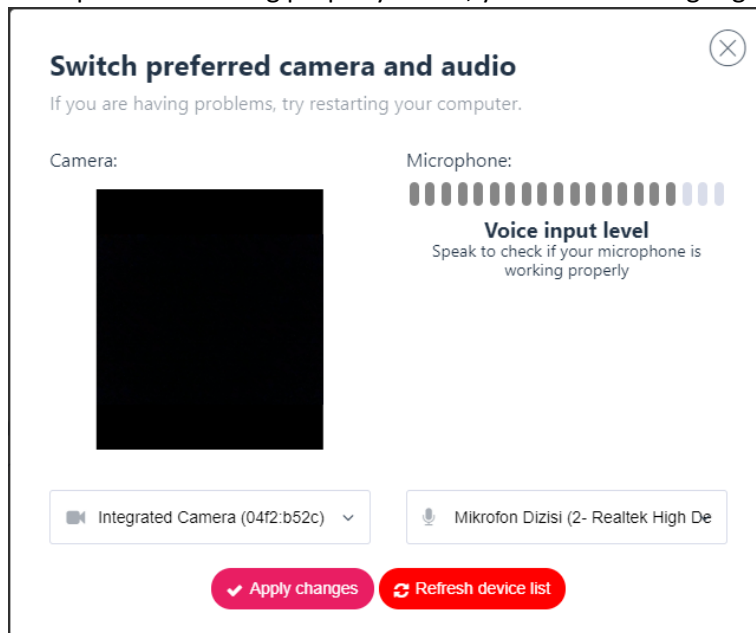 Switch preferred camera and audio
If you are having problems, try restarting your computer.
Camera:
Microphone:
Voice input level
Speak to check if your microphone is
working properly
Integrated Camera (04f2:b52c)
Mikrofon Dizisi (2- Realtek High De
Apply changes
Refresh device list